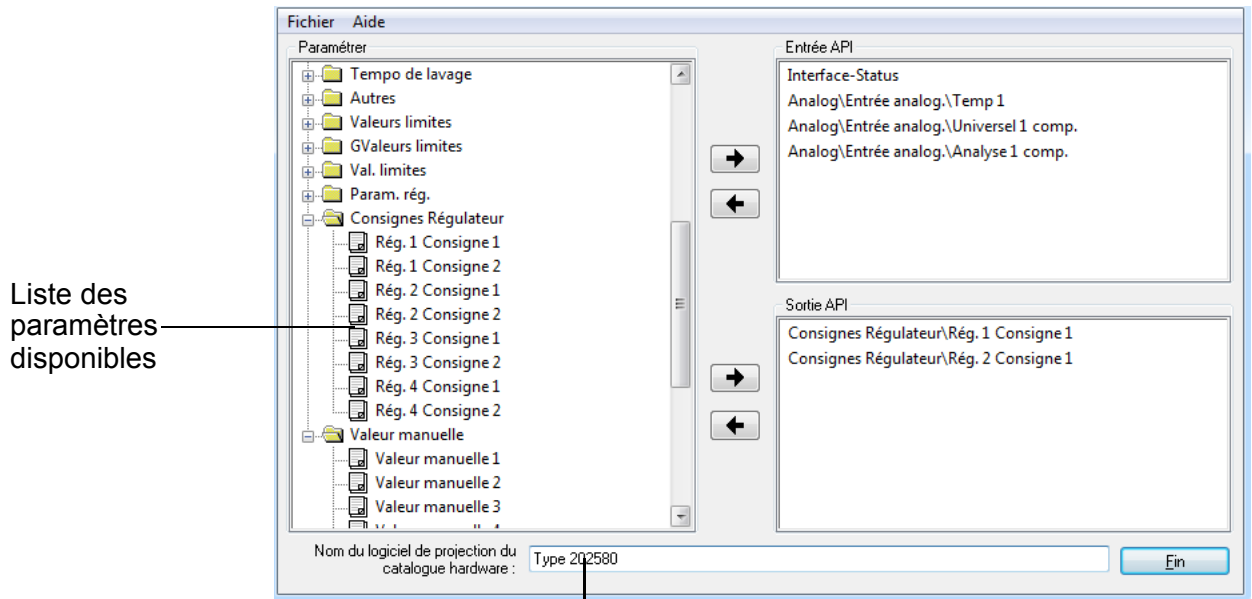 Fichier Aide
Paramétrer
Tempo de lavage
Autres
Valeurs limites
GValeurs limites
Val. limites
Param. rég.
Consignes Régulateur
Rég. 1 Consigne 1
Rég. 1 Consigne 2
Rég. 2 Consigne 1
Rég. 2 Consigne 2
Rég. 3 Consigne 1
Rég. 3 Consigne 2
Rég. 4 Consigne 1
Rég. 4 Consigne 2
Valeur manuelle
Valeur manuelle 1
Valeur manuelle 2
Valeur manuelle 3
Liste des
paramètres
disponibles
Entrée API
Interface-Status
Analog\Entrée analog.\Temp 1
Analog\Entrée analog.\Universel 1 comp.
Analog\Entrée analog.\Analyse 1 comp.
Sortie API
Consignes Régulateur\Rég. 1 Consigne 1
Consignes Régulateur\Rég. 2 Consigne 1
Nom du logiciel de projection du
catalogue hardware :
Type 202580
Fin